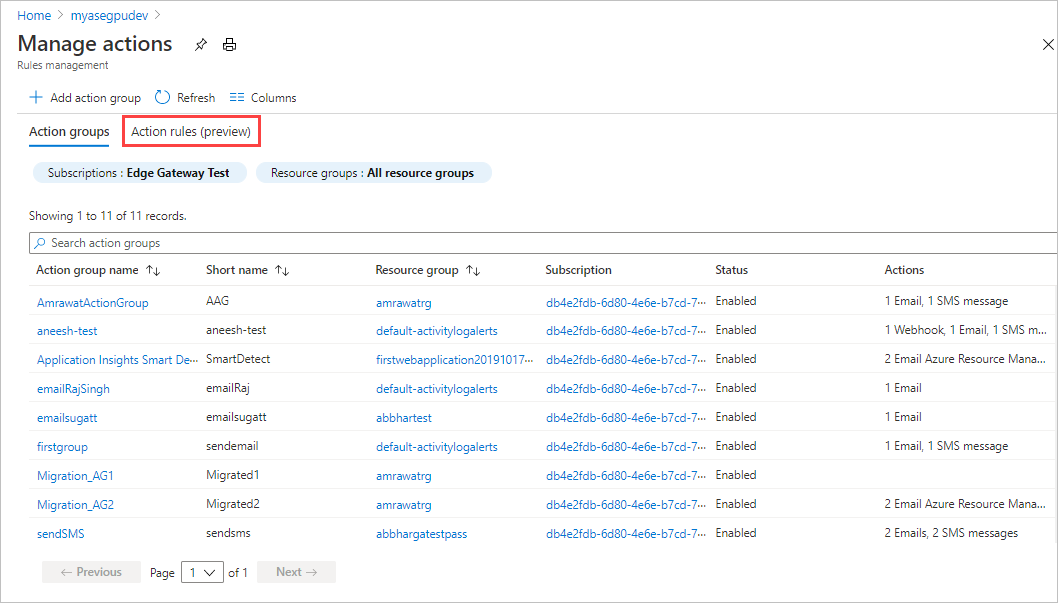 Home > myasegpudev >
Manage actions
Rules management
Add action group Refresh Columns
Action groups Action rules (preview)
Subscriptions : Edge Gateway Test Resource groups : All resource groups
Showing 1 to 11 of 11 records.
Search action groups
Action group name Short name Resource group Subscription Status Actions
AmrawatActionGroup AAG amrawatrg db4e2fdb-6d80-4e6e-b7cd-7··· Enabled 1 Email, 1 SMS message
aneesh-test aneesh-test default-activitylogalerts db4e2fdb-6d80-4e6e-b7cd-7··· Enabled 1 Webhook, 1 Email, 1 SMS m...
Application Insights Smart De··· SmartDetect firstwebapplication20191017··· db4e2fdb-6d80-4e6e-b7cd-7··· Enabled 2 Email Azure Resource Mana...
emailRajSingh emailRaj default-activitylogalerts db4e2fdb-6d80-4e6e-b7cd-7··· Enabled 1 Email
emailsugatt emailsugatt abbhartest db4e2fdb-6d80-4e6e-b7cd-7··· Enabled 1 Email
firstgroup sendemail default-activitylogalerts db4e2fdb-6d80-4e6e-b7cd-7··· Enabled 1 Email, 1 SMS message
Migration_AG1 Migrated1 amrawatrg db4e2fdb-6d80-4e6e-b7cd-7··· Enabled
Migration_AG2 Migrated2 amrawatrg db4e2fdb-6d80-4e6e-b7cd-7··· Enabled 2 Email Azure Resource Mana...
sendSMS sendsms abbhargatestpass db4e2fdb-6d80-4e6e-b7cd-7··· Enabled 2 Emails, 2 SMS messages
← Previous Page 1 of 1 Next →